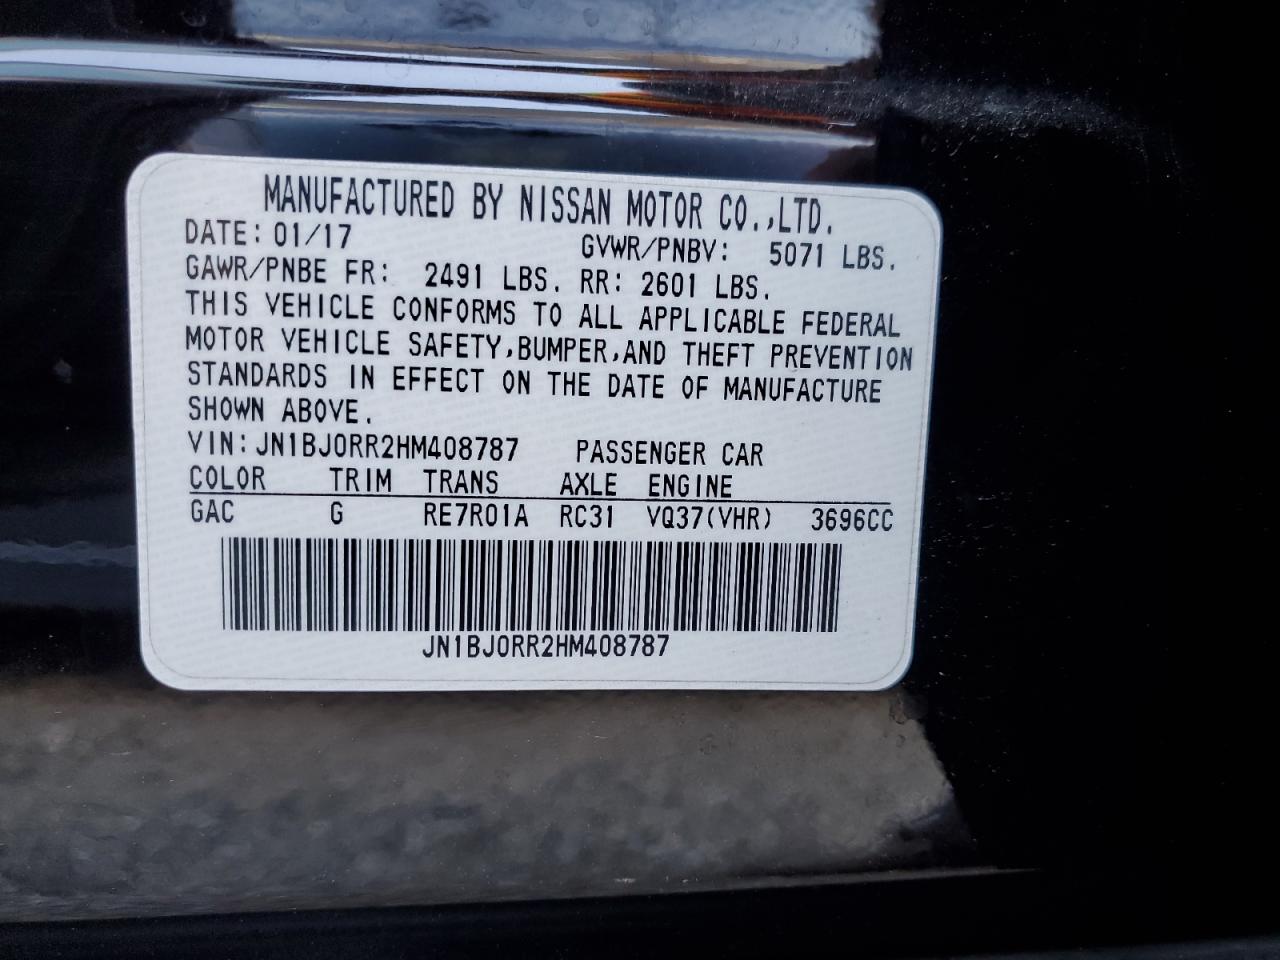 MANUFACTURED BY NISSAN MOTOR CO.,LTD.
DATE: 01/17 GVWR/PNBV: 5071 LBS.
GAWR/PNBE FR: 2491 LBS. RR: 2601 LBS.
THIS VEHICLE CONFORMS TO ALL APPLICABLE FEDERAL
MOTOR VEHICLE SAFETY,BUMPER,AND THEFT PREVENTION
STANDARDS IN EFFECT ON THE DATE OF MANUFACTURE
SHOWN ABOVE.
VIN: JN1BJ0RR2HM408787 PASSENGER CAR
COLOR TRIM TRANS AXLE ENGINE
GAC G RE7R01A RC31 VQ37(VHR) 3696CC
JN1BJ0RR2HM408787